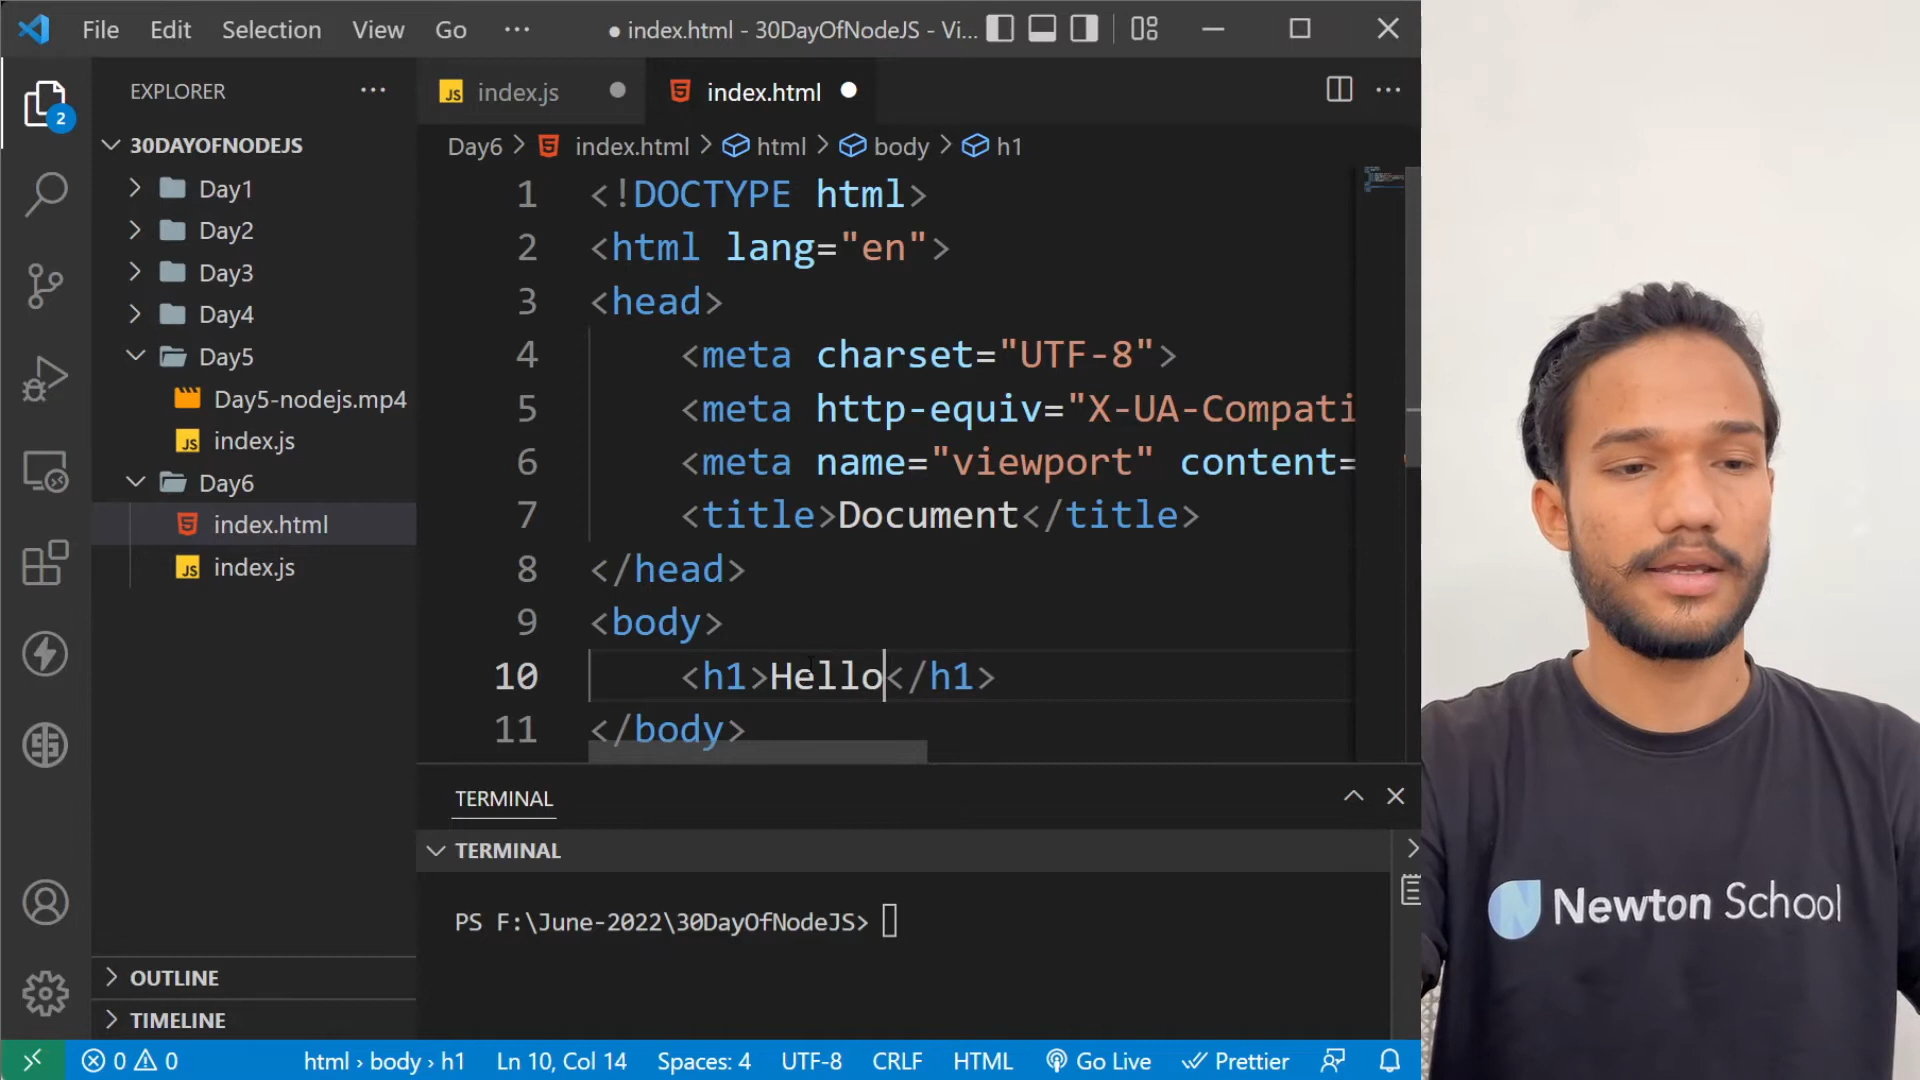 File Edit Selection View Go ··· ● index.html - 30DayOfNodeJS - Vi...
EXPLORER ···
JS index.js ● index.html ●
Day6 > index.html > html > body > h1
30DAYOFNODEJS
Day1
Day2
Day3
Day4
Day5
Day5-nodejs.mp4
JS index.js
Day6
index.html
JS index.js
OUTLINE
TIMELINE
2
1 <!DOCTYPE html>
2 <html lang="en">
3 <head>
4 <meta charset="UTF-8">
5 <meta http-equiv="X-UA-Compati
6 <meta name="viewport" content=
7 <title>Document</title>
8 </head>
9 <body>
10 <h1>Hello</h1>
11 </body>
TERMINAL
TERMINAL
PS F:\June-2022\30DayOfNodeJS>
0 0 html › body › h1 Ln 10, Col 14 Spaces: 4 UTF-8 CRLF HTML Go Live Prettier
Newton School